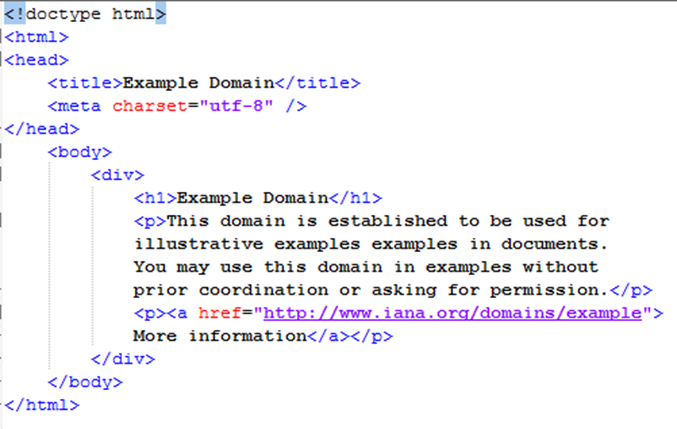 <!doctype html>
<html>
<head>
<title>Example Domain</title>
<meta charset="utf-8" />
</head>
<body>
<div>
<h1>Example Domain</h1>
<p>This domain is established to be used for
illustrative examples examples in documents.
You may use this domain in examples without
prior coordination or asking for permission.</p>
<p><a href="http://www.iana.org/domains/example">
More information</a></p>
</div>
</body>
</html>